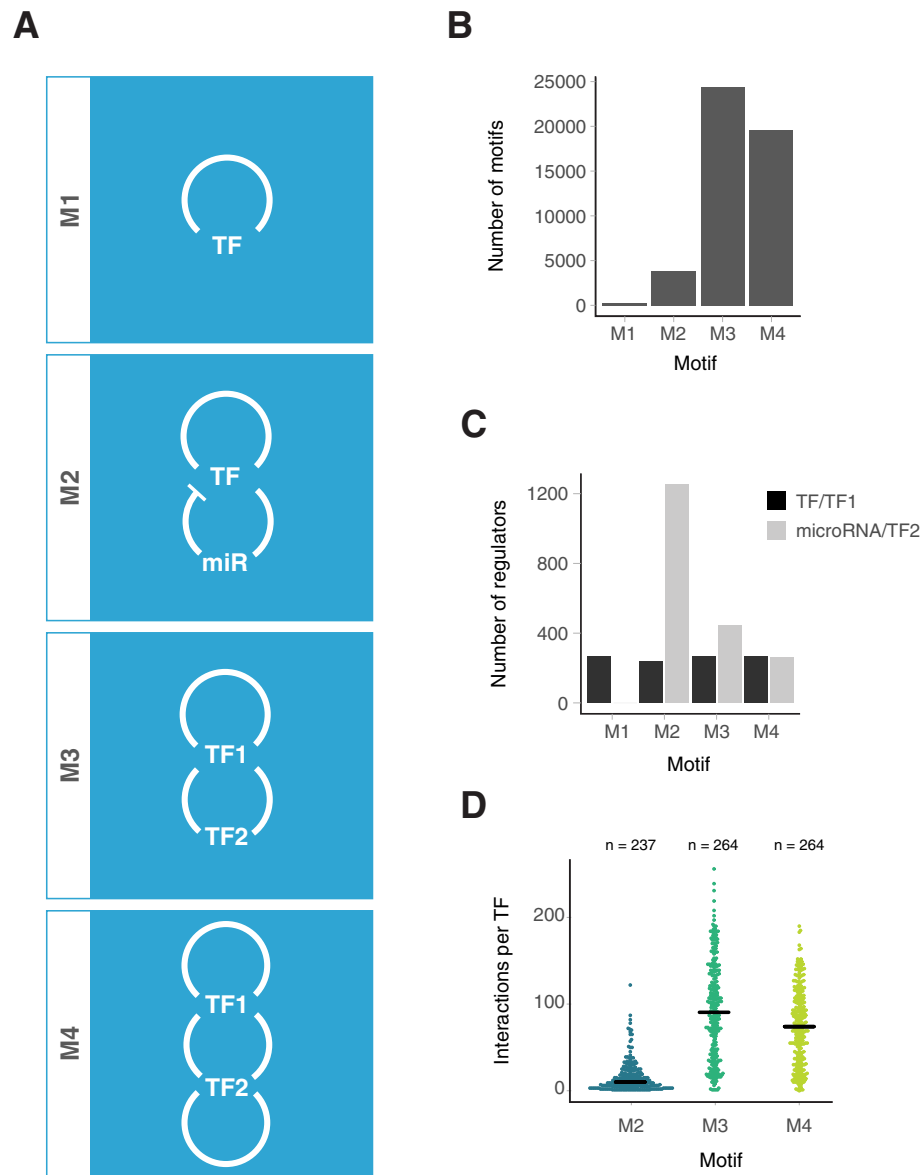 A
M1
TF
M2
TF
miR
M3
TF1
TF2
M4
TF1
TF2
B
Number of motifs
25000
20000
15000
10000
5000
0
M1 M2 M3 M4
Motif
C
Number of regulators
1200
800
400
0
M1 M2 M3 M4
Motif
TF/TF1
microRNA/TF2
D
n = 237 n = 264 n = 264
Interactions per TF
200
100
0
M2 M3 M4
Motif